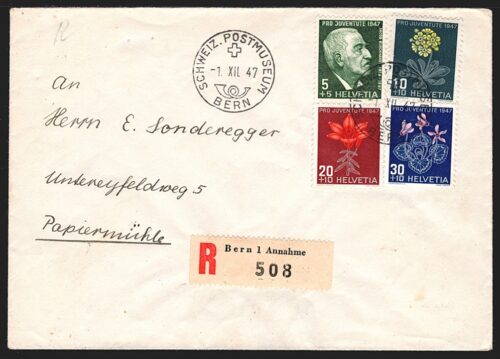 SCHWEIZ. POSTMUSEUM
-1. XII. 47
BERN
PRO JUVENTUTE 1947
5
+5 HELVETIA
PRO JUVENTUTE 1947
10
+10 HELVETIA
PRO JUVENTUTE 1947
20
+10 HELVETIA
PRO JUVENTUTE 1947
30
+10 HELVETIA
XII. 47
An
Herrn E. Sonderegger
Untereyfeldweg 5
Papiermühle
R
Bern 1 Annahme
508